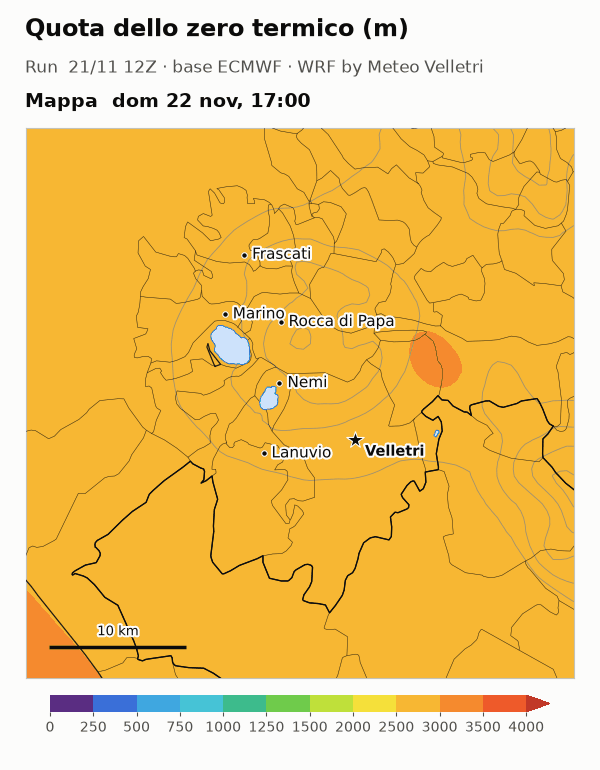 Quota dello zero termico (m)
Run  21/11 12Z · base ECMWF · WRF by Meteo Velletri
Mappa  dom 22 nov, 17:00
Frascati
Marino
Rocca di Papa
Nemi
Velletri
Lanuvio
10 km
0 250 500 750 1000 1250 1500 2000 2500 3000 3500 4000